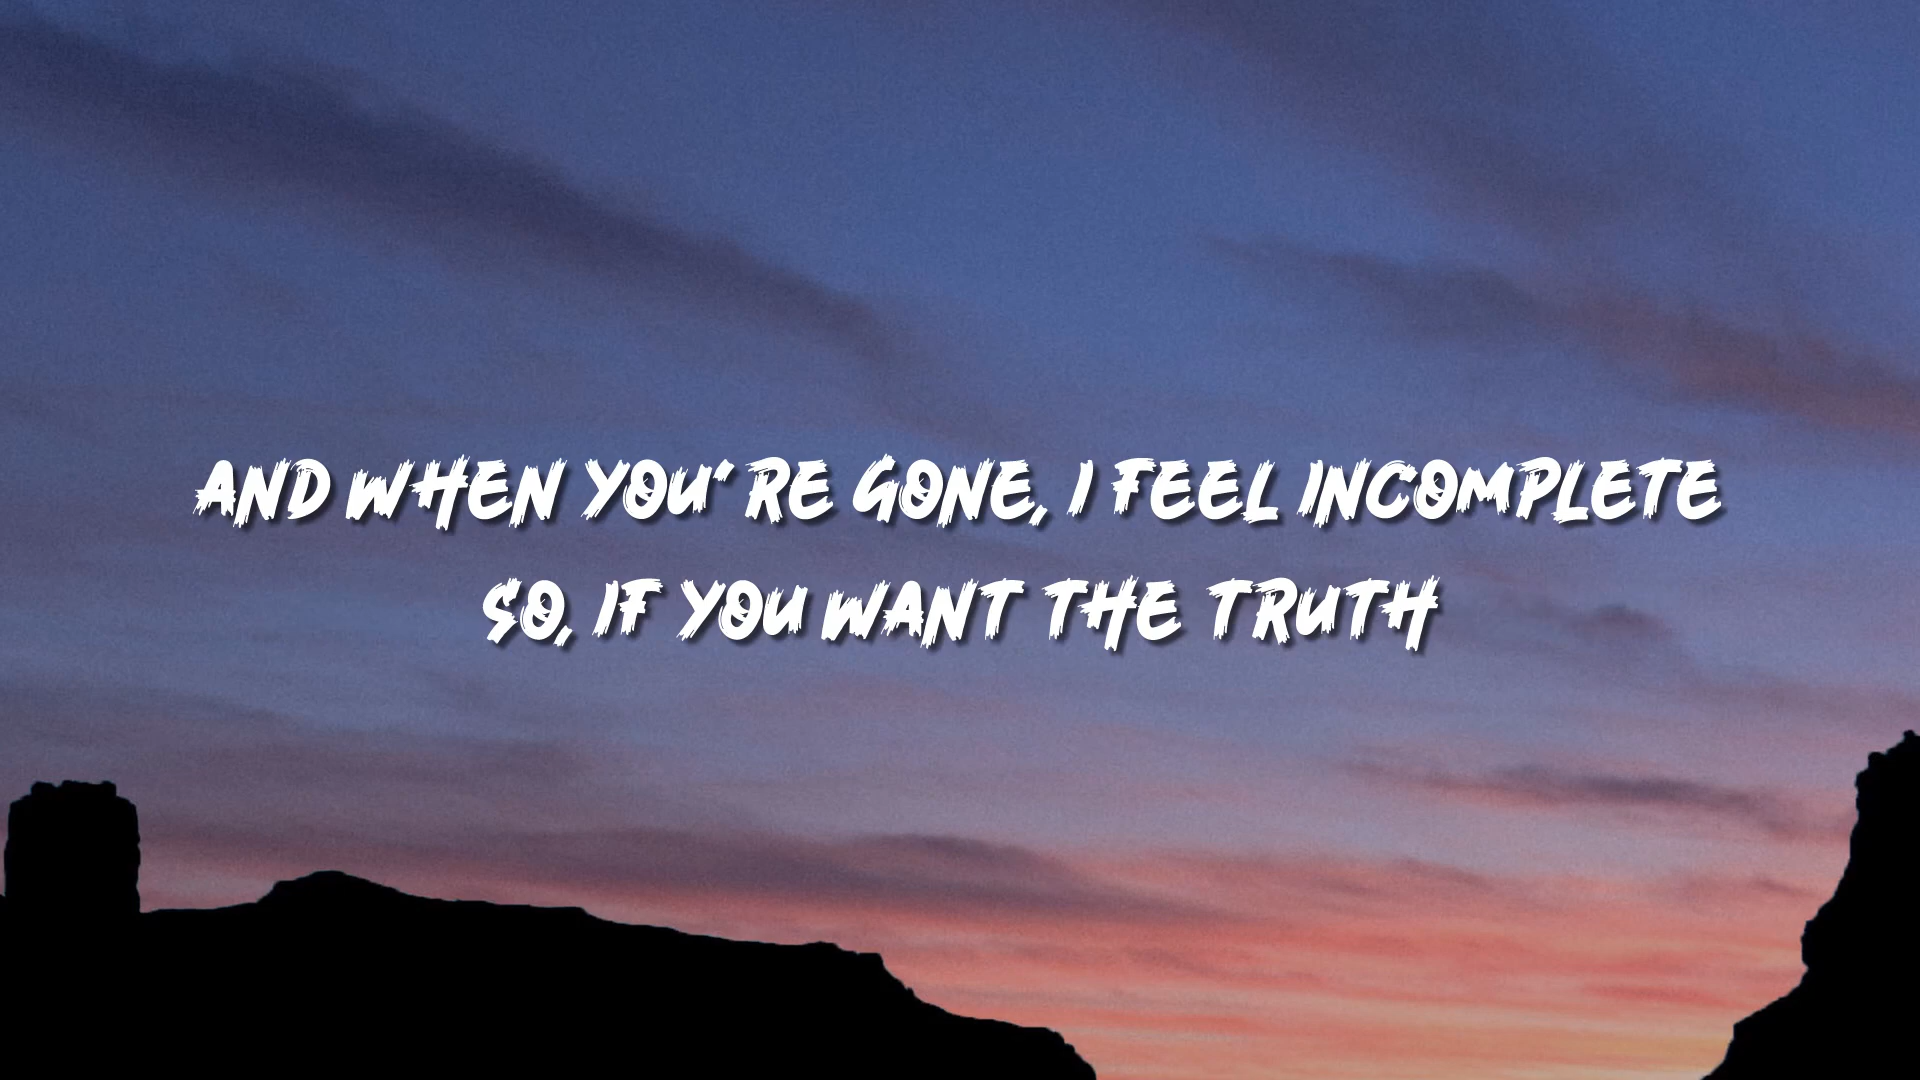 AND WHEN YOU'RE GONE, I FEEL INCOMPLETE
SO, IF YOU WANT THE TRUTH